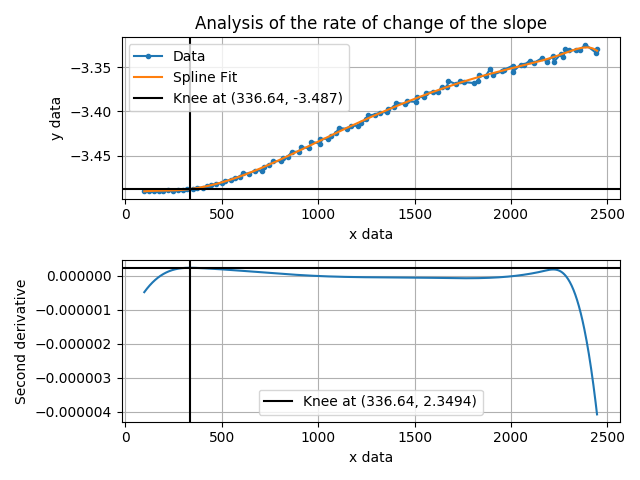 Analysis of the rate of change of the slope
Data
Spline Fit
Knee at (336.64, -3.487)
y data
−3.35
−3.40
−3.45
0 500 1000 1500 2000 2500
x data
Second derivative
0.000000
−0.000001
−0.000002
−0.000003
−0.000004
Knee at (336.64, 2.3494)
0 500 1000 1500 2000 2500
x data